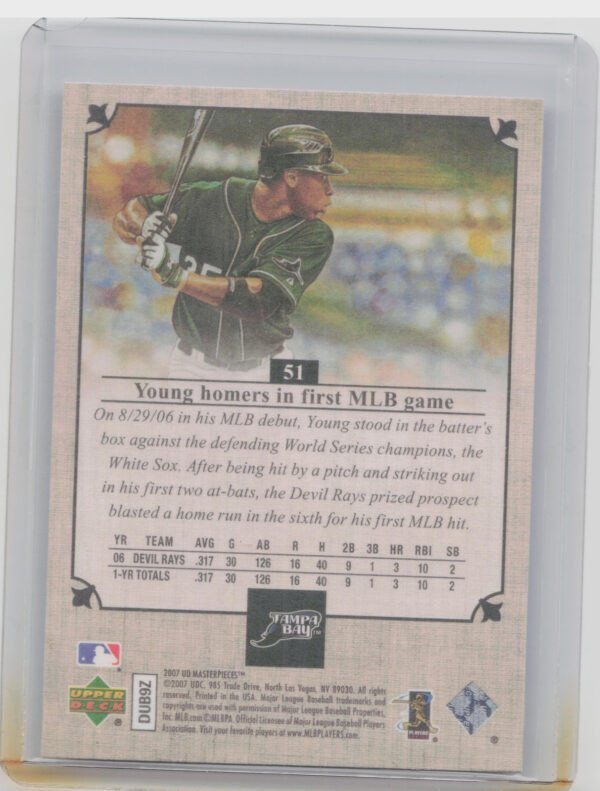 35
51
Young homers in first MLB game
On 8/29/06 in his MLB debut, Young stood in the batter's
box against the defending World Series champions, the
White Sox. After being hit by a pitch and striking out
in his first two at-bats, the Devil Rays prized prospect
blasted a home run in the sixth for his first MLB hit.
YR TEAM AVG G AB R H 2B 3B HR RBI SB
06 DEVIL RAYS .317 30 126 16 40 9 1 3 10 2
1-YR TOTALS .317 30 126 16 40 9 1 3 10 2
TAMPA
BAY™
UPPER
DECK ®
DUB9Z
2007 UD MASTERPIECES™
©2007 UDC. 985 Trade Drive, North Las Vegas, NV 89030. All rights
reserved. Printed in the USA. Major League Baseball trademarks and
copyrights are used with permission of Major League Baseball Properties,
Inc. MLB.com ©MLBPA. Official Licensee of Major League Baseball Players
Association. Visit your favorite players at www.MLBPLAYERS.com.
PLAYERS
®
®